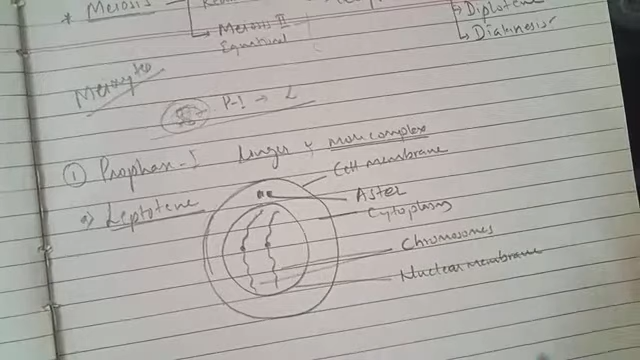 * Meiosis
Meiosis II
Equational
Diplotene
Diakinesis
Meiocytes
P-I → L
① Prophase-I longer & more complex
a) Leptotene
Cell membrane
Aster
Cytoplasm
Chromosomes
Nuclear membrane